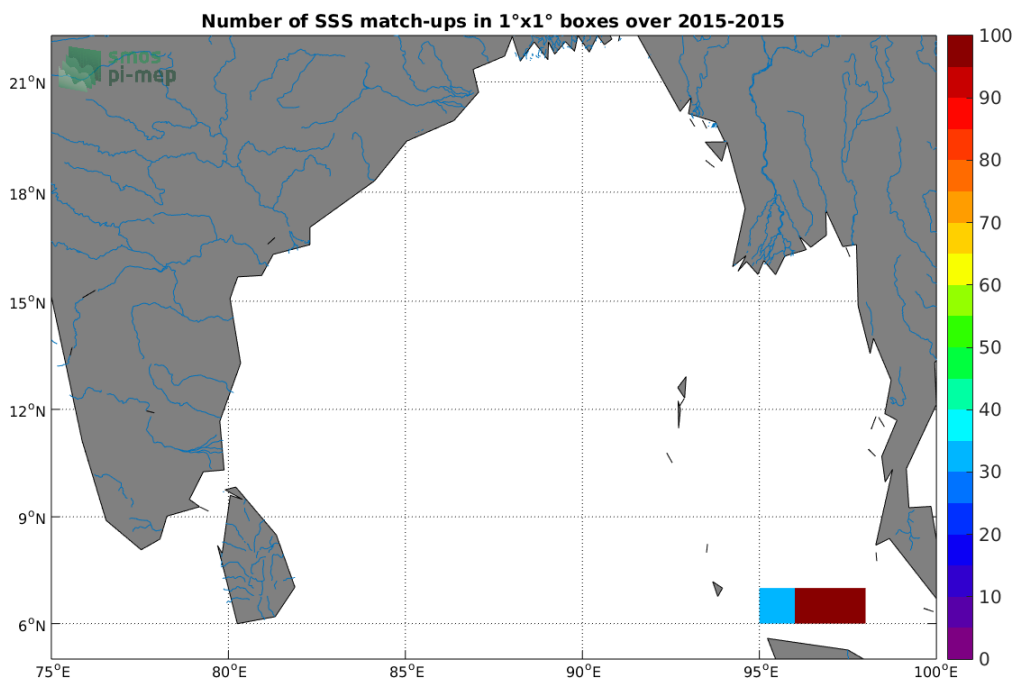 Number of SSS match-ups in 1°x1° boxes over 2015-2015
smos
pi-mep
21°N
18°N
15°N
12°N
9°N
6°N
75°E
80°E
85°E
90°E
95°E
100°E
100
90
80
70
60
50
40
30
20
10
0